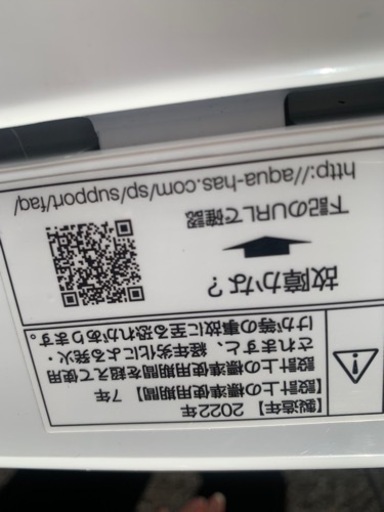 【製造年】2022年
【設計上の標準使用期間】7年
設計上の標準使用期間を超えて使用
されますと、経年劣化による発火・
けが等の事故に至る恐れがあります。
故障かな？
下記のURLで確認
http://aqua-has.com/sp/support/faq/